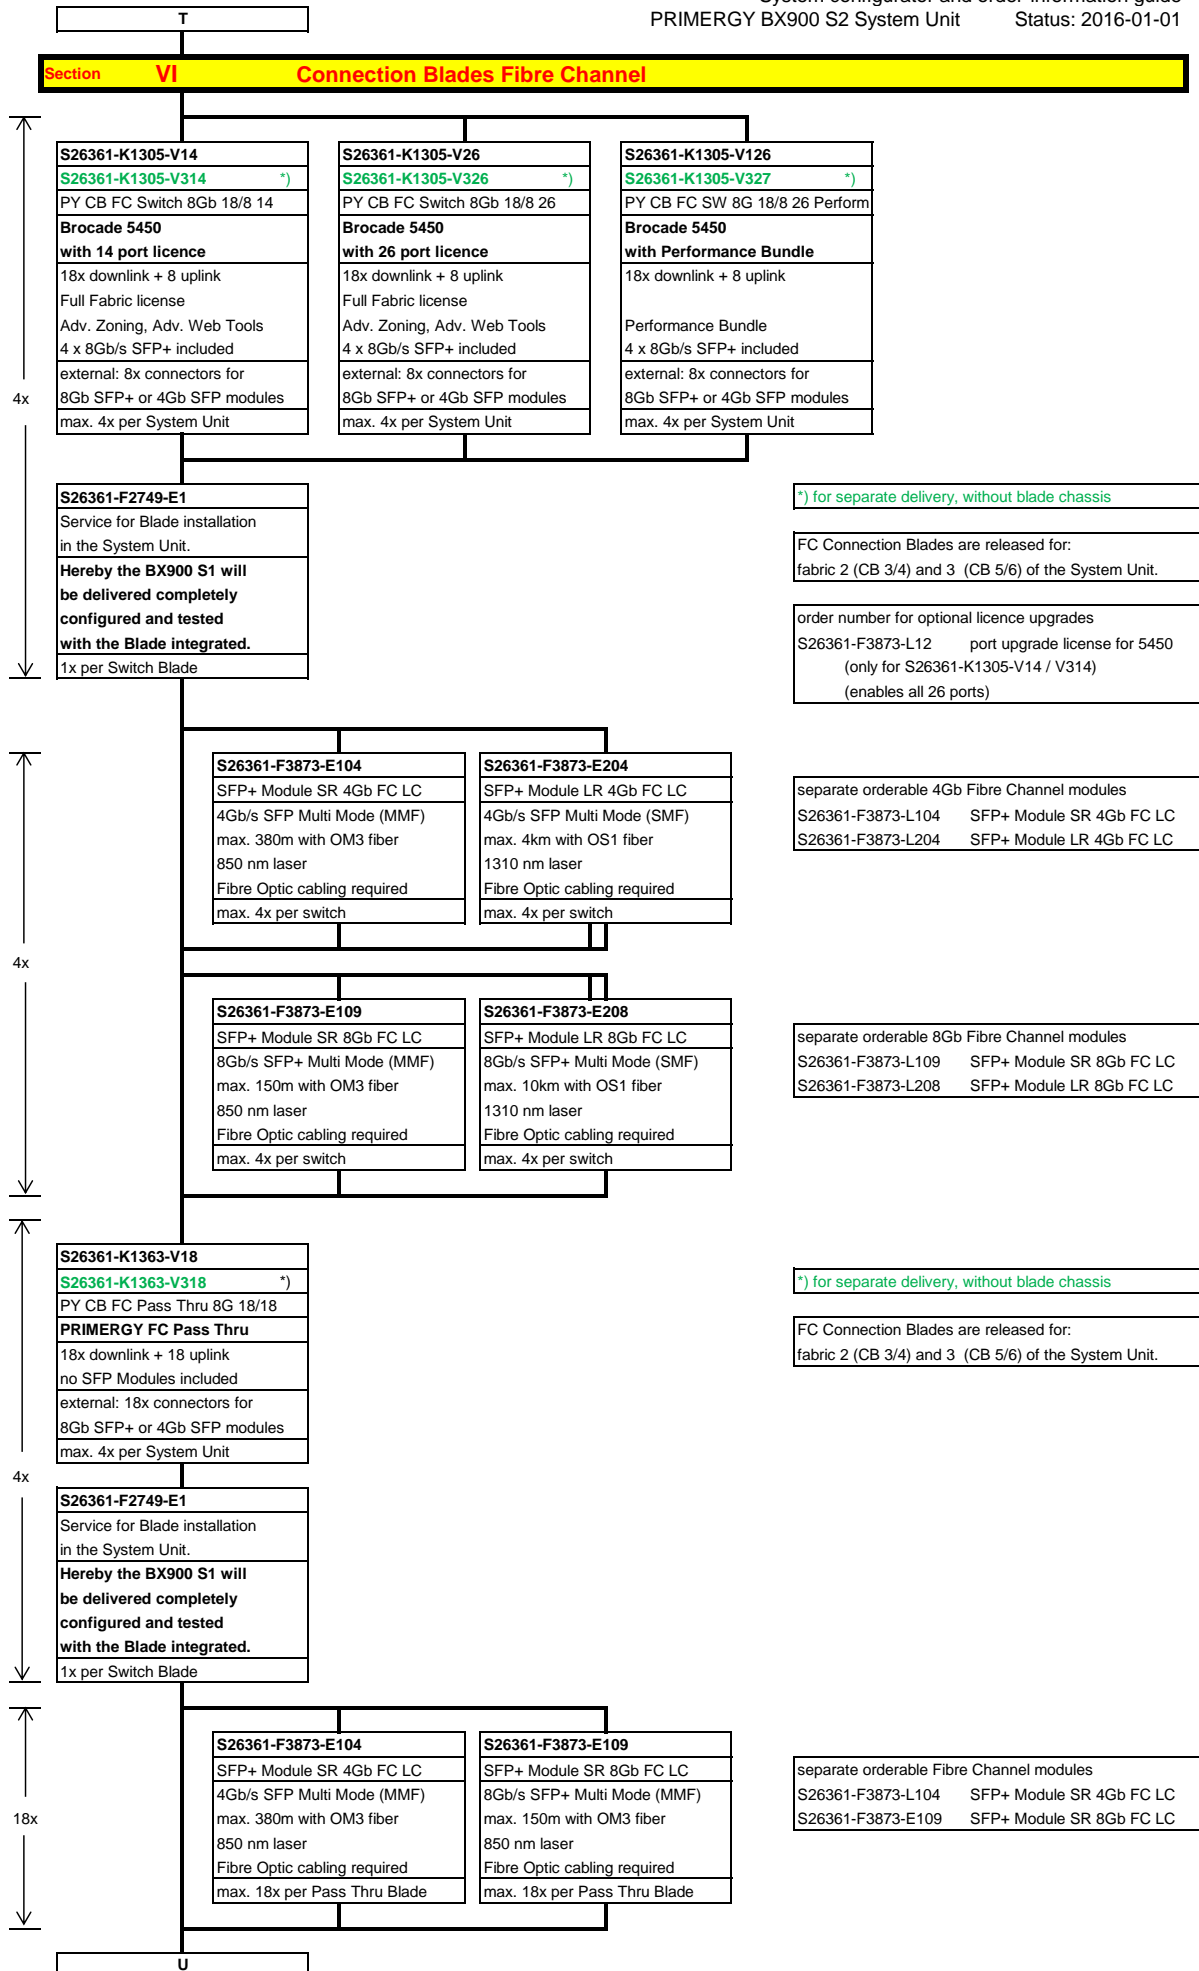 System configurator and order information guide
PRIMERGY BX900 S2 System Unit Status: 2016-01-01
T
Section VI Connection Blades Fibre Channel
4x
S26361-K1305-V14
S26361-K1305-V314 *)
PY CB FC Switch 8Gb 18/8 14
Brocade 5450
with 14 port licence
18x downlink + 8 uplink
Full Fabric license
Adv. Zoning, Adv. Web Tools
4 x 8Gb/s SFP+ included
external: 8x connectors for
8Gb SFP+ or 4Gb SFP modules
max. 4x per System Unit
S26361-K1305-V26
S26361-K1305-V326 *)
PY CB FC Switch 8Gb 18/8 26
Brocade 5450
with 26 port licence
18x downlink + 8 uplink
Full Fabric license
Adv. Zoning, Adv. Web Tools
4 x 8Gb/s SFP+ included
external: 8x connectors for
8Gb SFP+ or 4Gb SFP modules
max. 4x per System Unit
S26361-K1305-V126
S26361-K1305-V327 *)
PY CB FC SW 8G 18/8 26 Perform
Brocade 5450
with Performance Bundle
18x downlink + 8 uplink
Performance Bundle
4 x 8Gb/s SFP+ included
external: 8x connectors for
8Gb SFP+ or 4Gb SFP modules
max. 4x per System Unit
S26361-F2749-E1
Service for Blade installation
in the System Unit.
Hereby the BX900 S1 will
be delivered completely
configured and tested
with the Blade integrated.
1x per Switch Blade
*) for separate delivery, without blade chassis
FC Connection Blades are released for:
fabric 2 (CB 3/4) and 3 (CB 5/6) of the System Unit.
order number for optional licence upgrades
S26361-F3873-L12 port upgrade license for 5450
(only for S26361-K1305-V14 / V314)
(enables all 26 ports)
4x
S26361-F3873-E104
SFP+ Module SR 4Gb FC LC
4Gb/s SFP Multi Mode (MMF)
max. 380m with OM3 fiber
850 nm laser
Fibre Optic cabling required
max. 4x per switch
S26361-F3873-E204
SFP+ Module LR 4Gb FC LC
4Gb/s SFP Multi Mode (SMF)
max. 4km with OS1 fiber
1310 nm laser
Fibre Optic cabling required
max. 4x per switch
separate orderable 4Gb Fibre Channel modules
S26361-F3873-L104 SFP+ Module SR 4Gb FC LC
S26361-F3873-L204 SFP+ Module LR 4Gb FC LC
S26361-F3873-E109
SFP+ Module SR 8Gb FC LC
8Gb/s SFP+ Multi Mode (MMF)
max. 150m with OM3 fiber
850 nm laser
Fibre Optic cabling required
max. 4x per switch
S26361-F3873-E208
SFP+ Module LR 8Gb FC LC
8Gb/s SFP+ Multi Mode (SMF)
max. 10km with OS1 fiber
1310 nm laser
Fibre Optic cabling required
max. 4x per switch
separate orderable 8Gb Fibre Channel modules
S26361-F3873-L109 SFP+ Module SR 8Gb FC LC
S26361-F3873-L208 SFP+ Module LR 8Gb FC LC
4x
S26361-K1363-V18
S26361-K1363-V318 *)
PY CB FC Pass Thru 8G 18/18
PRIMERGY FC Pass Thru
18x downlink + 18 uplink
no SFP Modules included
external: 18x connectors for
8Gb SFP+ or 4Gb SFP modules
max. 4x per System Unit
*) for separate delivery, without blade chassis
FC Connection Blades are released for:
fabric 2 (CB 3/4) and 3 (CB 5/6) of the System Unit.
S26361-F2749-E1
Service for Blade installation
in the System Unit.
Hereby the BX900 S1 will
be delivered completely
configured and tested
with the Blade integrated.
1x per Switch Blade
18x
S26361-F3873-E104
SFP+ Module SR 4Gb FC LC
4Gb/s SFP Multi Mode (MMF)
max. 380m with OM3 fiber
850 nm laser
Fibre Optic cabling required
max. 18x per Pass Thru Blade
S26361-F3873-E109
SFP+ Module SR 8Gb FC LC
8Gb/s SFP+ Multi Mode (MMF)
max. 150m with OM3 fiber
850 nm laser
Fibre Optic cabling required
max. 18x per Pass Thru Blade
separate orderable Fibre Channel modules
S26361-F3873-L104 SFP+ Module SR 4Gb FC LC
S26361-F3873-E109 SFP+ Module SR 8Gb FC LC
U